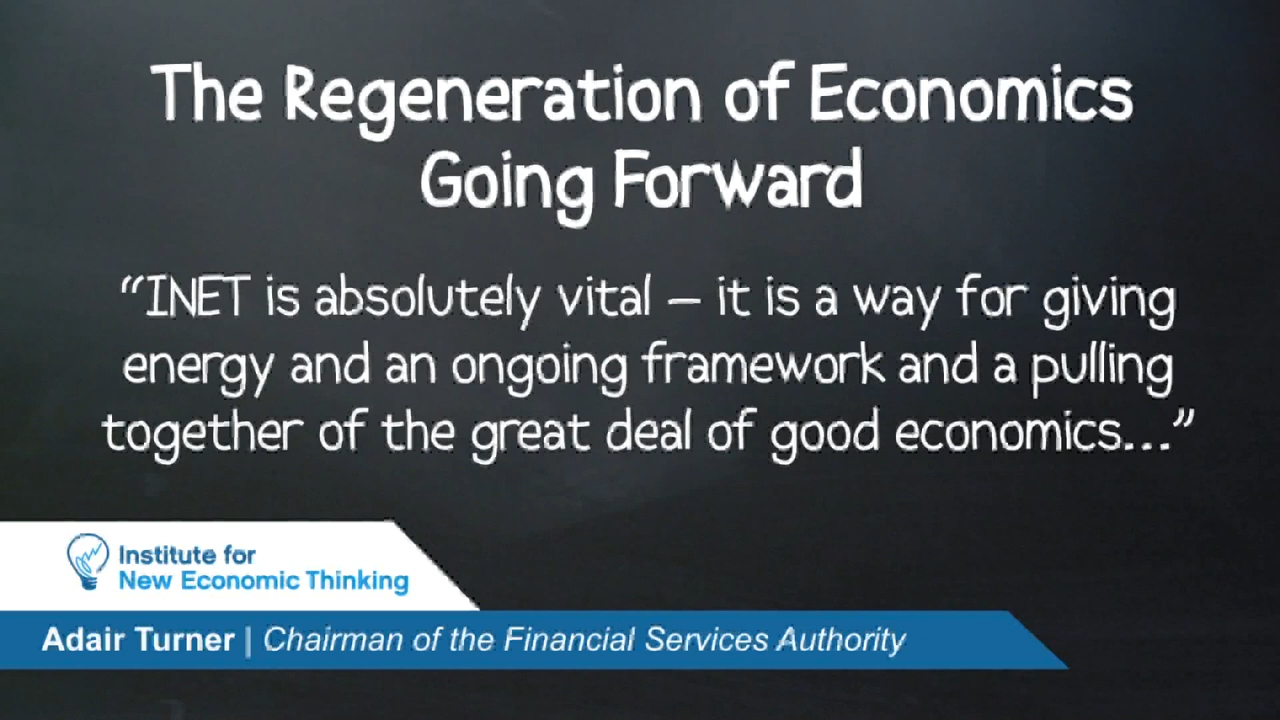 The Regeneration of Economics
Going Forward
“INET is absolutely vital – it is a way for giving
energy and an ongoing framework and a pulling
together of the great deal of good economics...”
Institute for
New Economic Thinking
Adair Turner | Chairman of the Financial Services Authority